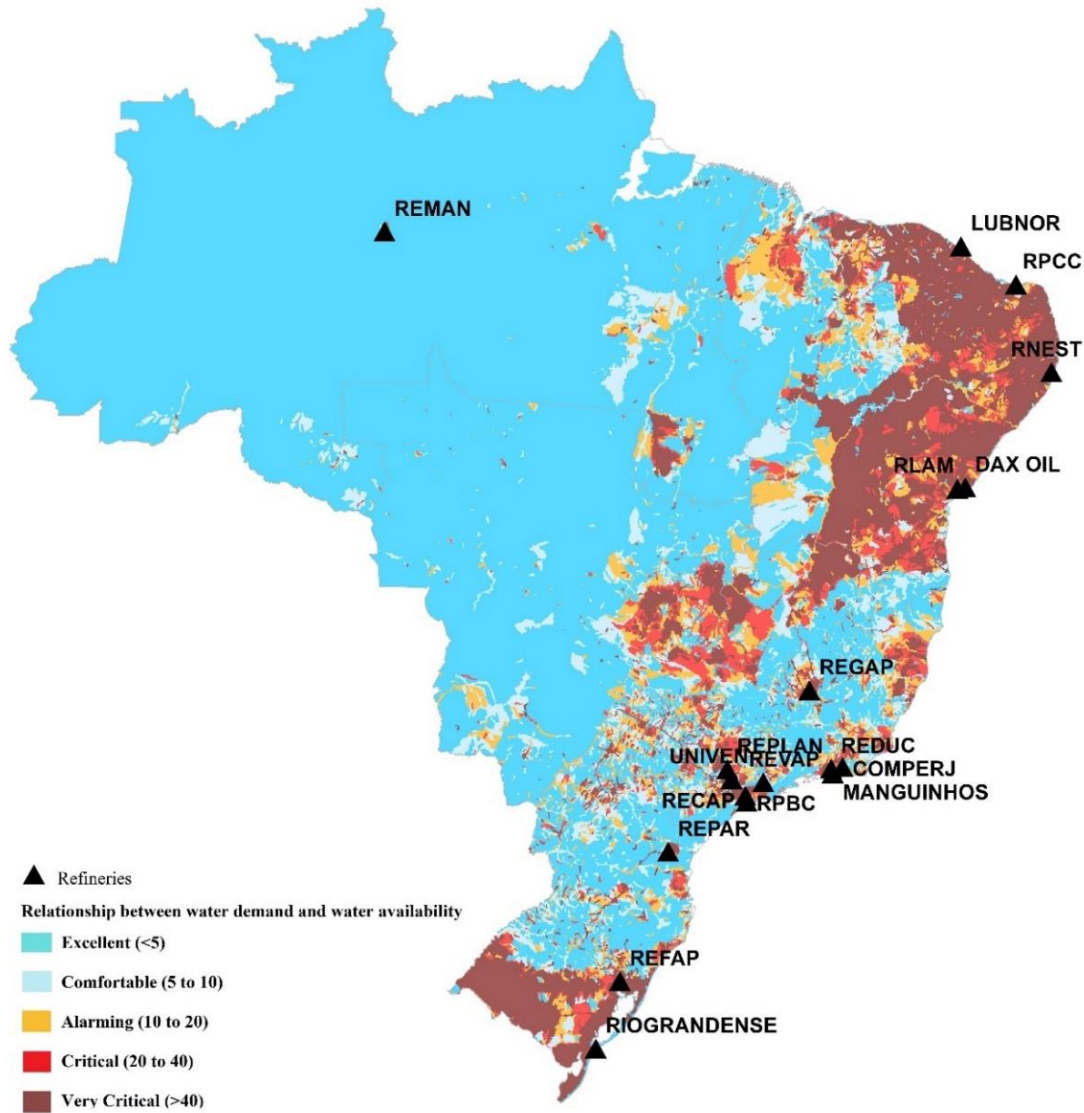 REMAN
LUBNOR
RPCC
RNEST
RLAM DAX OIL
REGAP
REPLAN REDUC
UNIVEN REVAP COMPERJ
RECAP RPBC MANGUINHOS
REPAR
REFAP
RIOGRANDENSE
Refineries
Relationship between water demand and water availability
Excellent (<5)
Comfortable (5 to 10)
Alarming (10 to 20)
Critical (20 to 40)
Very Critical (>40)